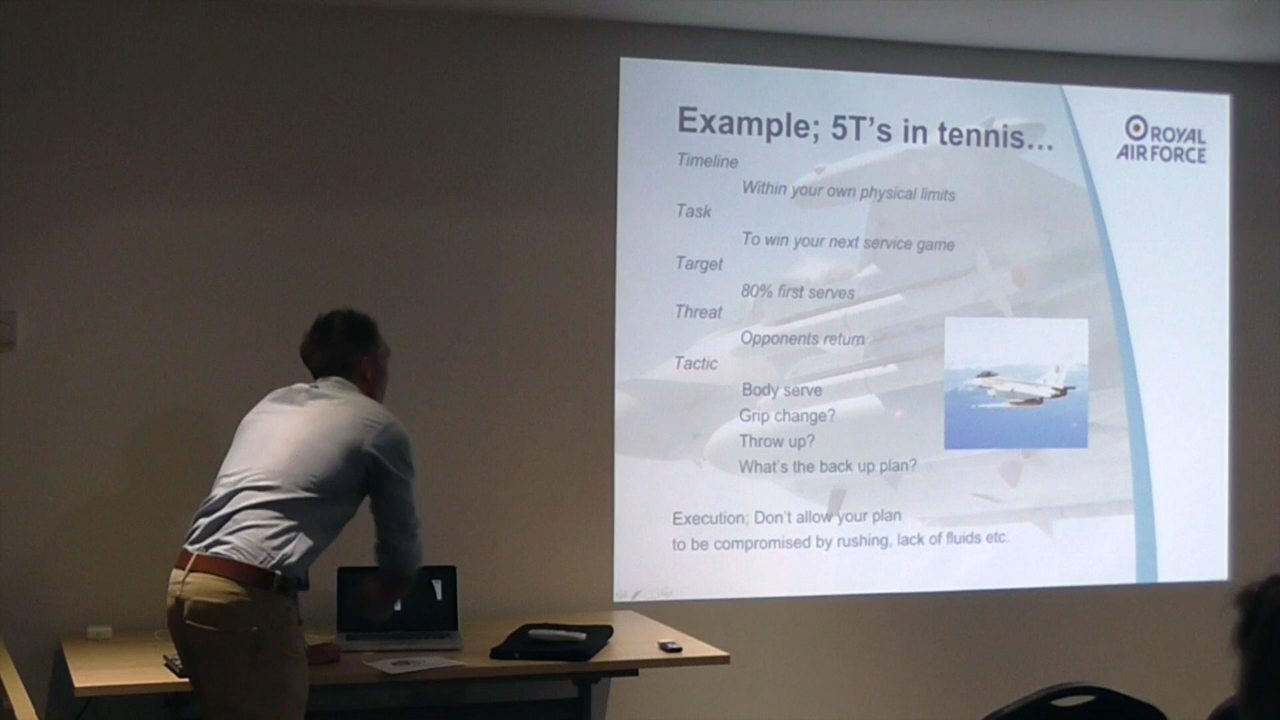 Example; 5T's in tennis...
ROYAL
AIR FORCE
Timeline
Within your own physical limits
Task
To win your next service game
Target
80% first serves
Threat
Opponents return
Tactic
Body serve
Grip change?
Throw up?
What's the back up plan?
Execution; Don't allow your plan
to be compromised by rushing, lack of fluids etc.